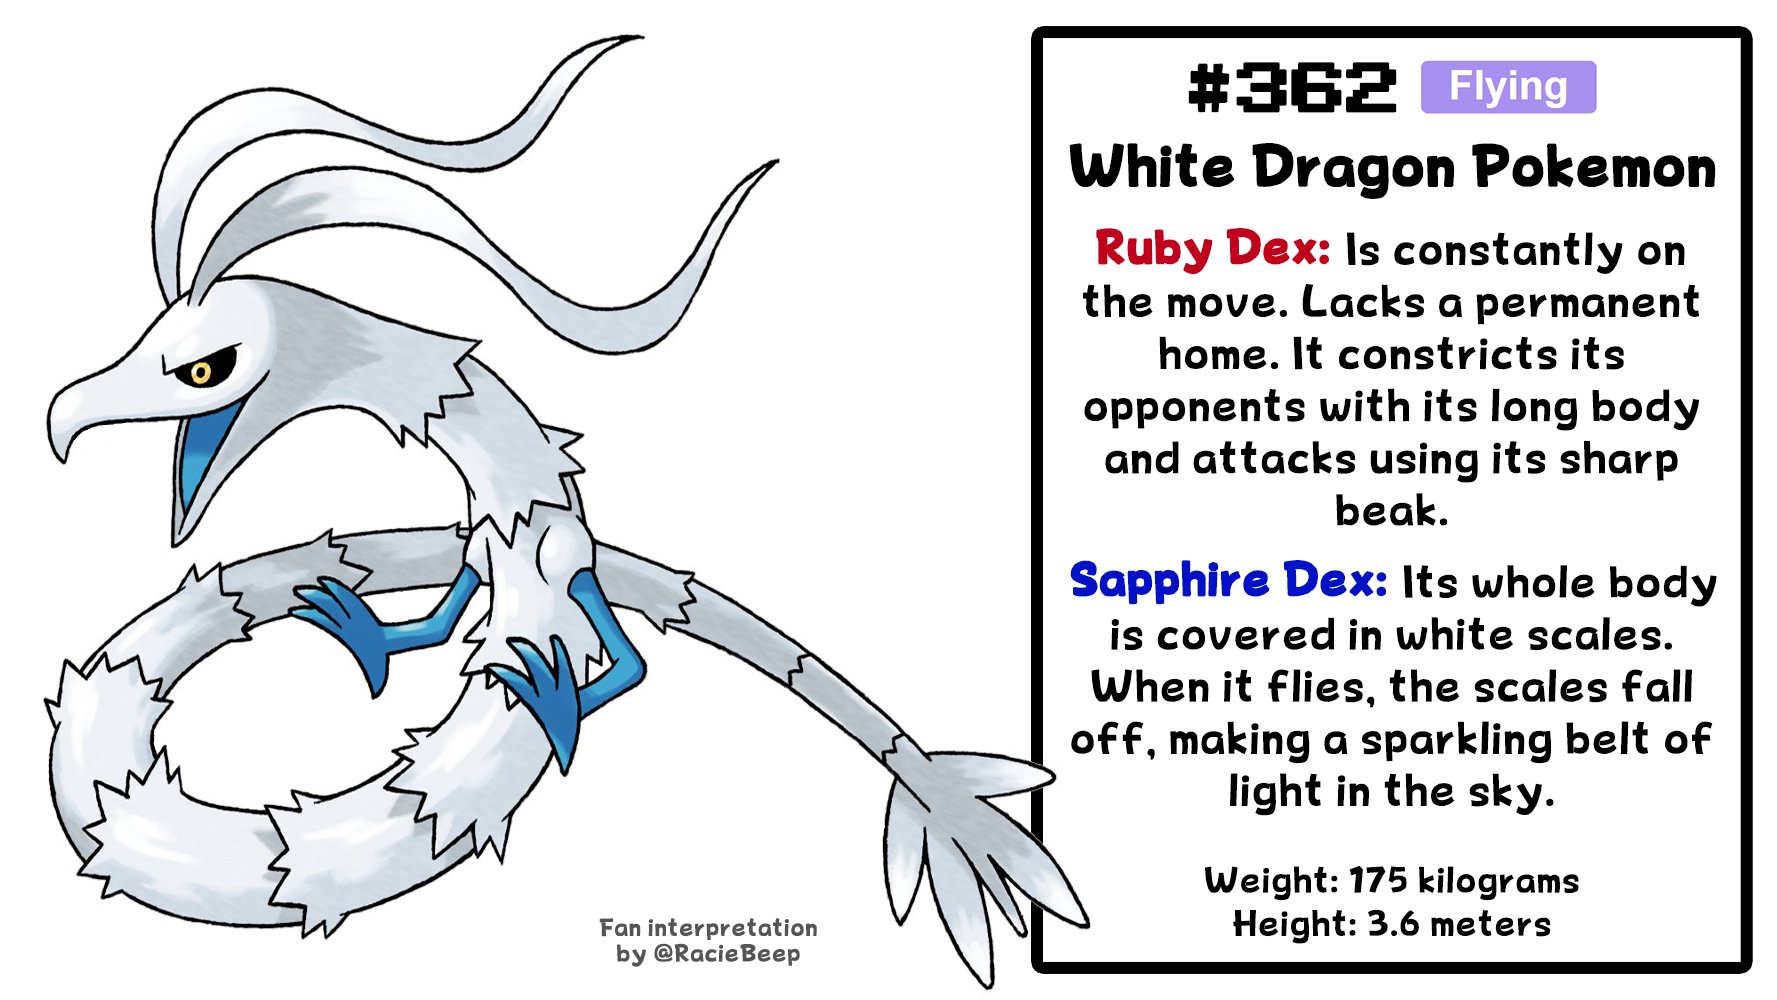 #362 Flying
White Dragon Pokemon
Ruby Dex: Is constantly on
the move. Lacks a permanent
home. It constricts its
opponents with its long body
and attacks using its sharp
beak.
Sapphire Dex: Its whole body
is covered in white scales.
When it flies, the scales fall
off, making a sparkling belt of
light in the sky.
Weight: 175 kilograms
Height: 3.6 meters
Fan interpretation
by @RacieBeep